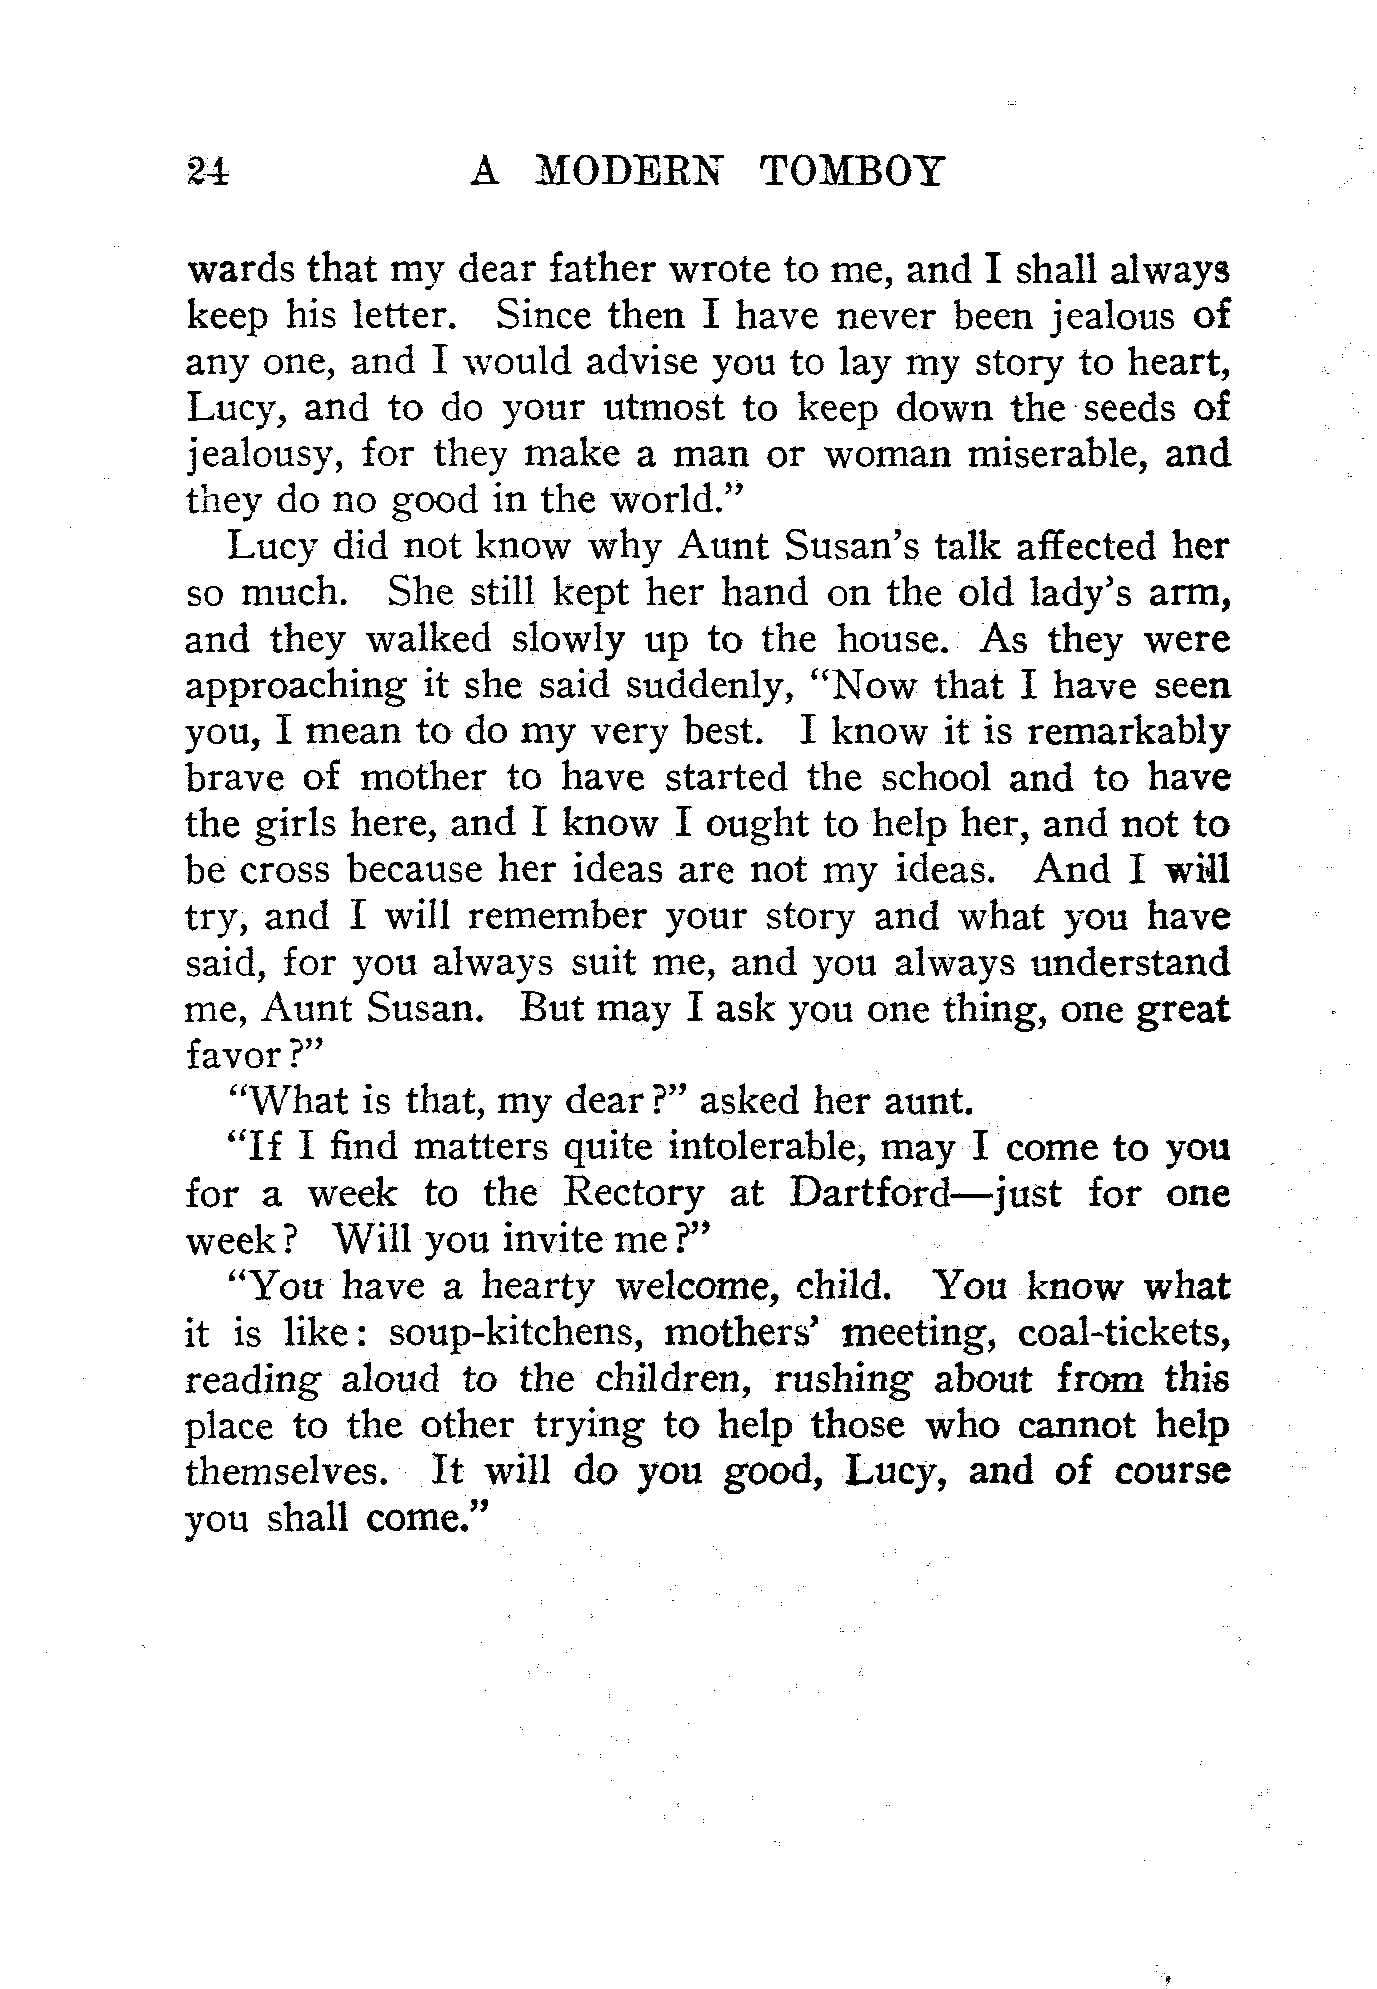 24 A MODERN TOMBOY
wards that my dear father wrote to me, and I shall always
keep his letter. Since then I have never been jealous of
any one, and I would advise you to lay my story to heart,
Lucy, and to do your utmost to keep down the seeds of
jealousy, for they make a man or woman miserable, and
they do no good in the world."
Lucy did not know why Aunt Susan's talk affected her
so much. She still kept her hand on the old lady's arm,
and they walked slowly up to the house. As they were
approaching it she said suddenly, "Now that I have seen
you, I mean to do my very best. I know it is remarkably
brave of mother to have started the school and to have
the girls here, and I know I ought to help her, and not to
be cross because her ideas are not my ideas. And I will
try, and I will remember your story and what you have
said, for you always suit me, and you always understand
me, Aunt Susan. But may I ask you one thing, one great
favor?"
"What is that, my dear?" asked her aunt.
"If I find matters quite intolerable, may I come to you
for a week to the Rectory at Dartford—just for one
week? Will you invite me?"
"You have a hearty welcome, child. You know what
it is like: soup-kitchens, mothers' meeting, coal-tickets,
reading aloud to the children, rushing about from this
place to the other trying to help those who cannot help
themselves. It will do you good, Lucy, and of course
you shall come."